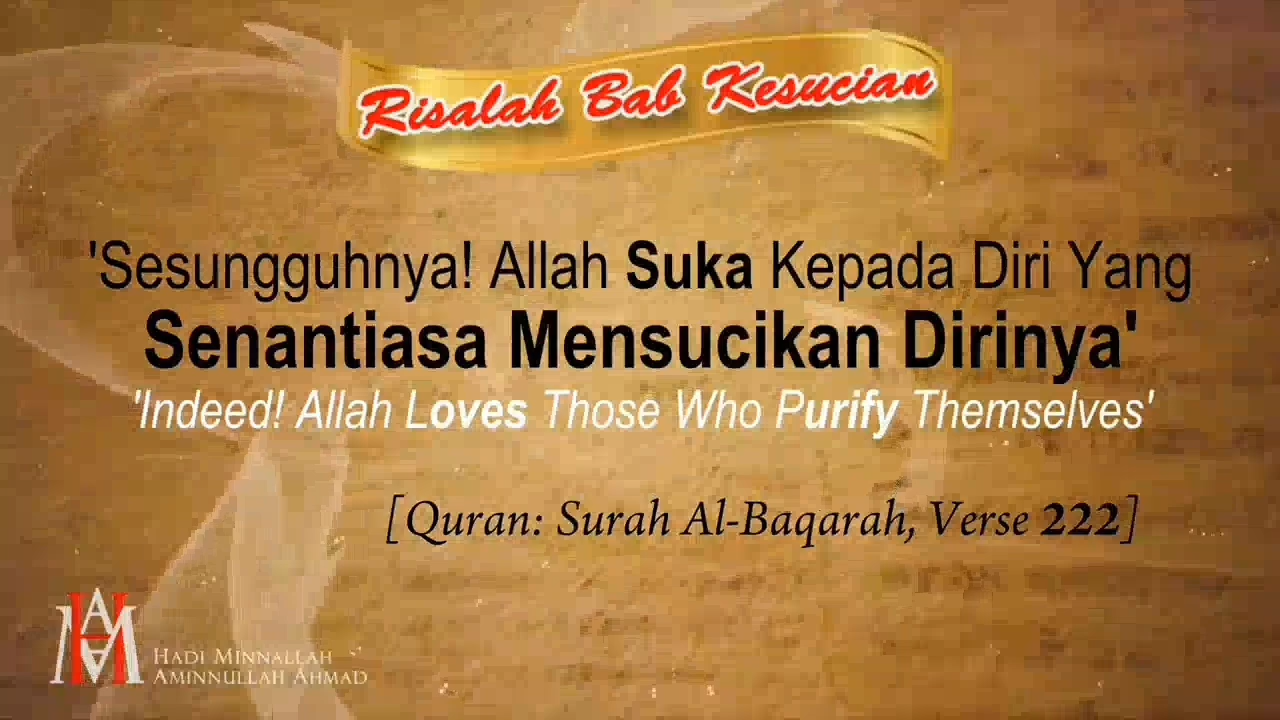 Risalah Bab Kesucian
'Sesungguhnya! Allah Suka Kepada Diri Yang
Senantiasa Mensucikan Dirinya'
'Indeed! Allah Loves Those Who Purify Themselves'
[Quran: Surah Al-Baqarah, Verse 222]
HADI MINNALLAH
AMINNULLAH AHMAD